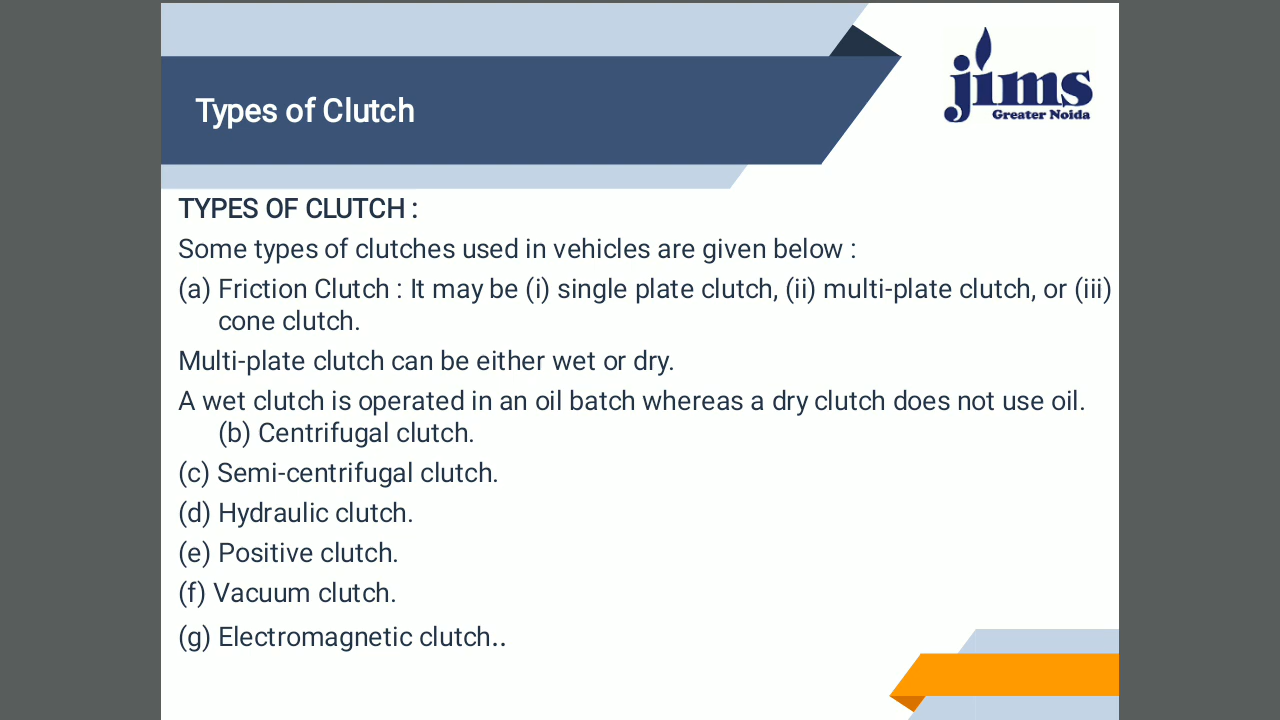 Types of Clutch
jims
Greater Noida
TYPES OF CLUTCH :
Some types of clutches used in vehicles are given below :
(a) Friction Clutch : It may be (i) single plate clutch, (ii) multi-plate clutch, or (iii)
cone clutch.
Multi-plate clutch can be either wet or dry.
A wet clutch is operated in an oil batch whereas a dry clutch does not use oil.
(b) Centrifugal clutch.
(c) Semi-centrifugal clutch.
(d) Hydraulic clutch.
(e) Positive clutch.
(f) Vacuum clutch.
(g) Electromagnetic clutch..